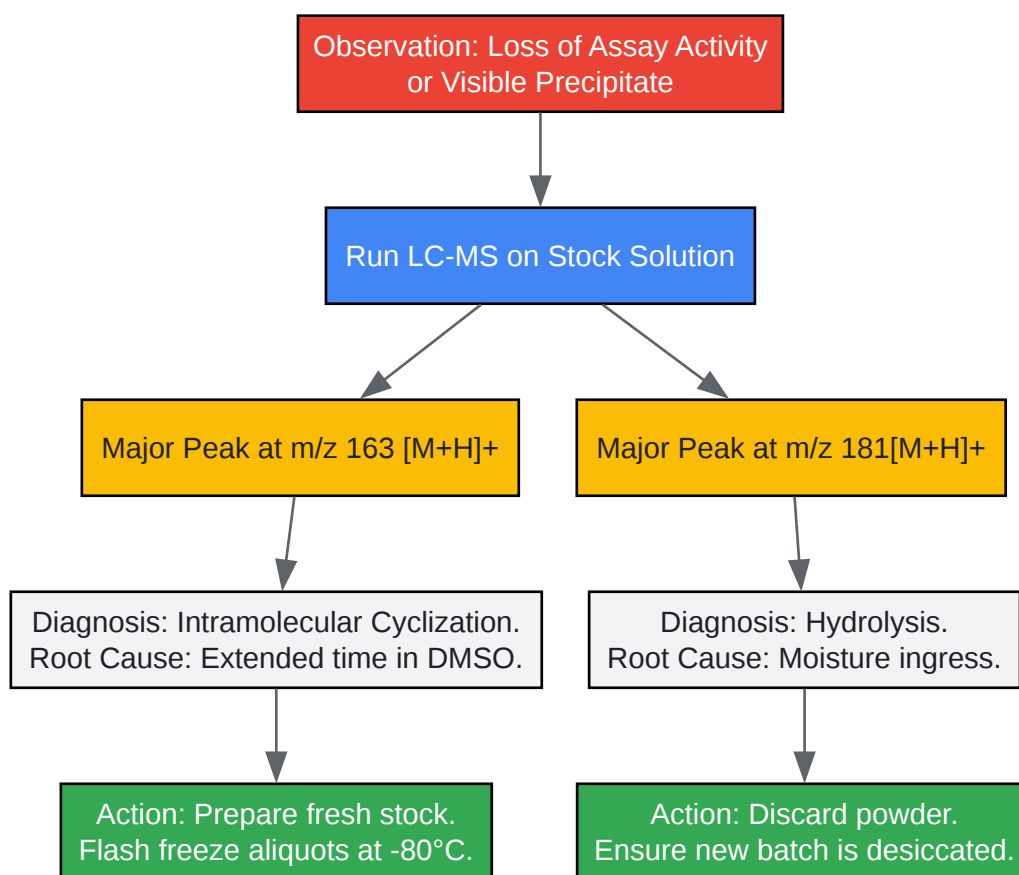 Observation: Loss of Assay Activity
or Visible Precipitate
Run LC-MS on Stock Solution
Major Peak at m/z 163 [M+H]+
Major Peak at m/z 181[M+H]+
Diagnosis: Intramolecular Cyclization.
Root Cause: Extended time in DMSO.
Diagnosis: Hydrolysis.
Root Cause: Moisture ingress.
Action: Prepare fresh stock.
Flash freeze aliquots at -80°C.
Action: Discard powder.
Ensure new batch is desiccated.